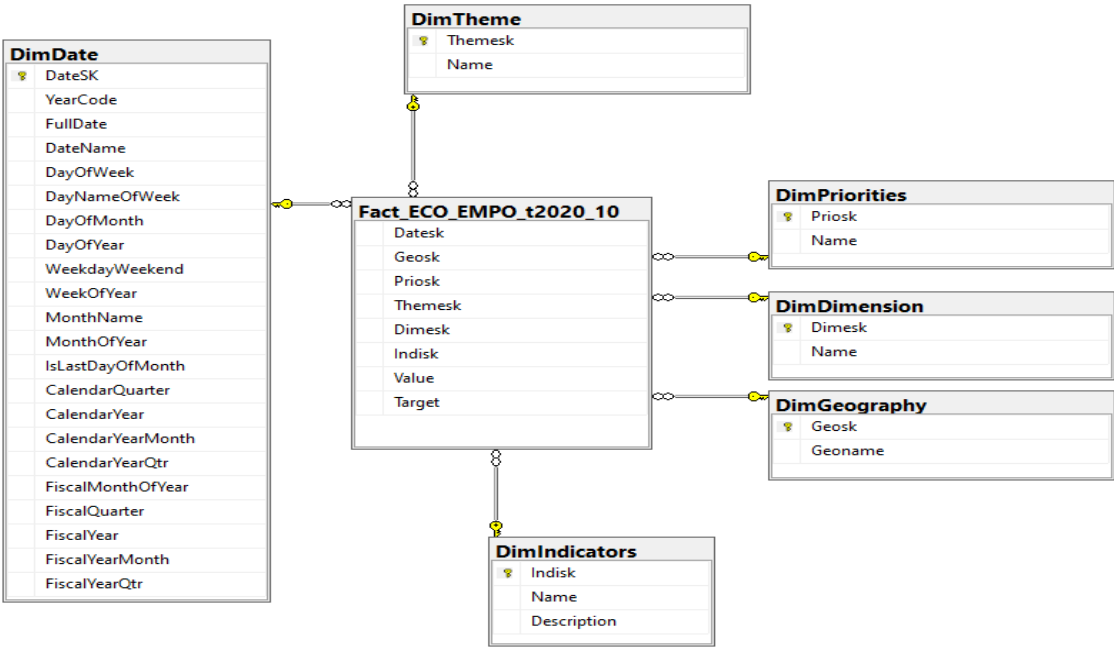 DimTheme
Themesk
Name
DimDate
DateSK
YearCode
FullDate
DateName
DayOfWeek
DayNameOfWeek
DayOfMonth
DayOfYear
WeekdayWeekend
WeekOfYear
MonthName
MonthOfYear
IsLastDayOfMonth
CalendarQuarter
CalendarYear
CalendarYearMonth
CalendarYearQtr
FiscalMonthOfYear
FiscalQuarter
FiscalYear
FiscalYearMonth
FiscalYearQtr
Fact_ECO_EMPO_t2020_10
Datesk
Geosk
Priosk
Themesk
Dimesk
Indisk
Value
Target
DimPriorities
Priosk
Name
DimDimension
Dimesk
Name
DimGeography
Geosk
Geoname
DimIndicators
Indisk
Name
Description